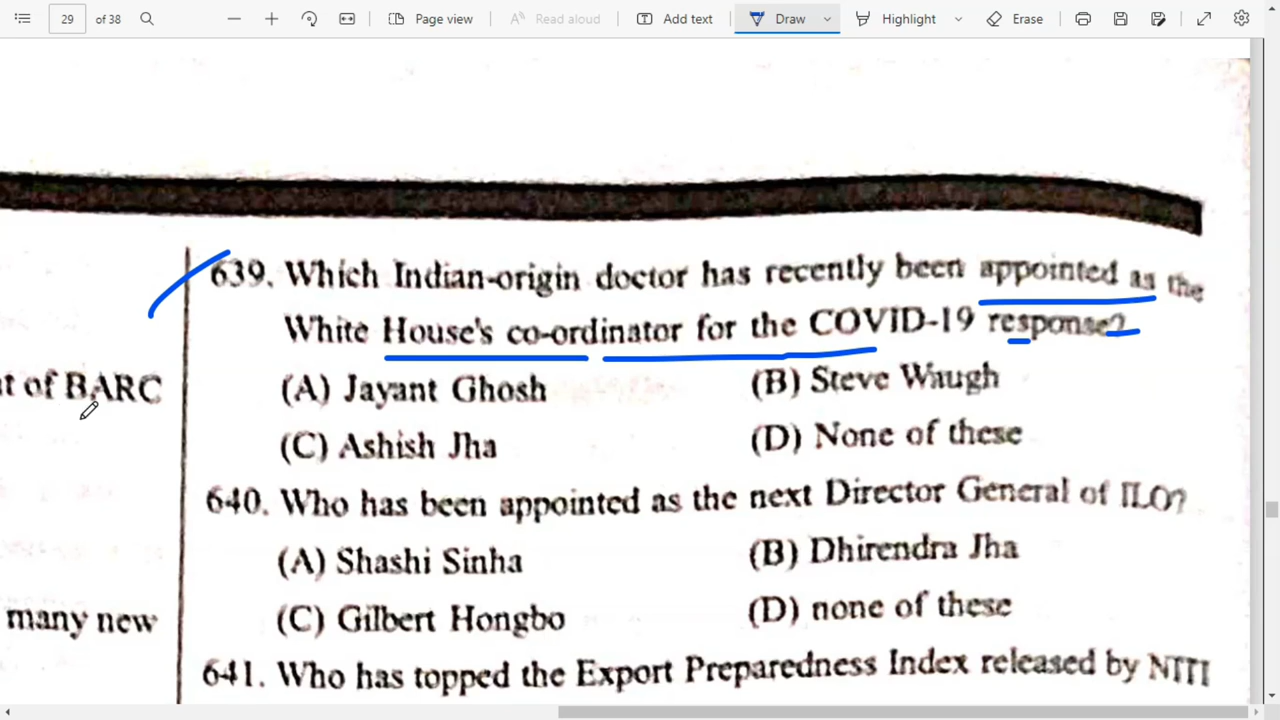 29 of 38 Page view Read aloud Add text Draw Highlight Erase
639. Which Indian-origin doctor has recently been appointed as the
White House's co-ordinator for the COVID-19 response?
(A) Jayant Ghosh (B) Steve Waugh
(C) Ashish Jha (D) None of these
640. Who has been appointed as the next Director General of ILO?
(A) Shashi Sinha (B) Dhirendra Jha
(C) Gilbert Hongbo (D) none of these
641. Who has topped the Export Preparedness Index released by NITI
t of BARC
many new